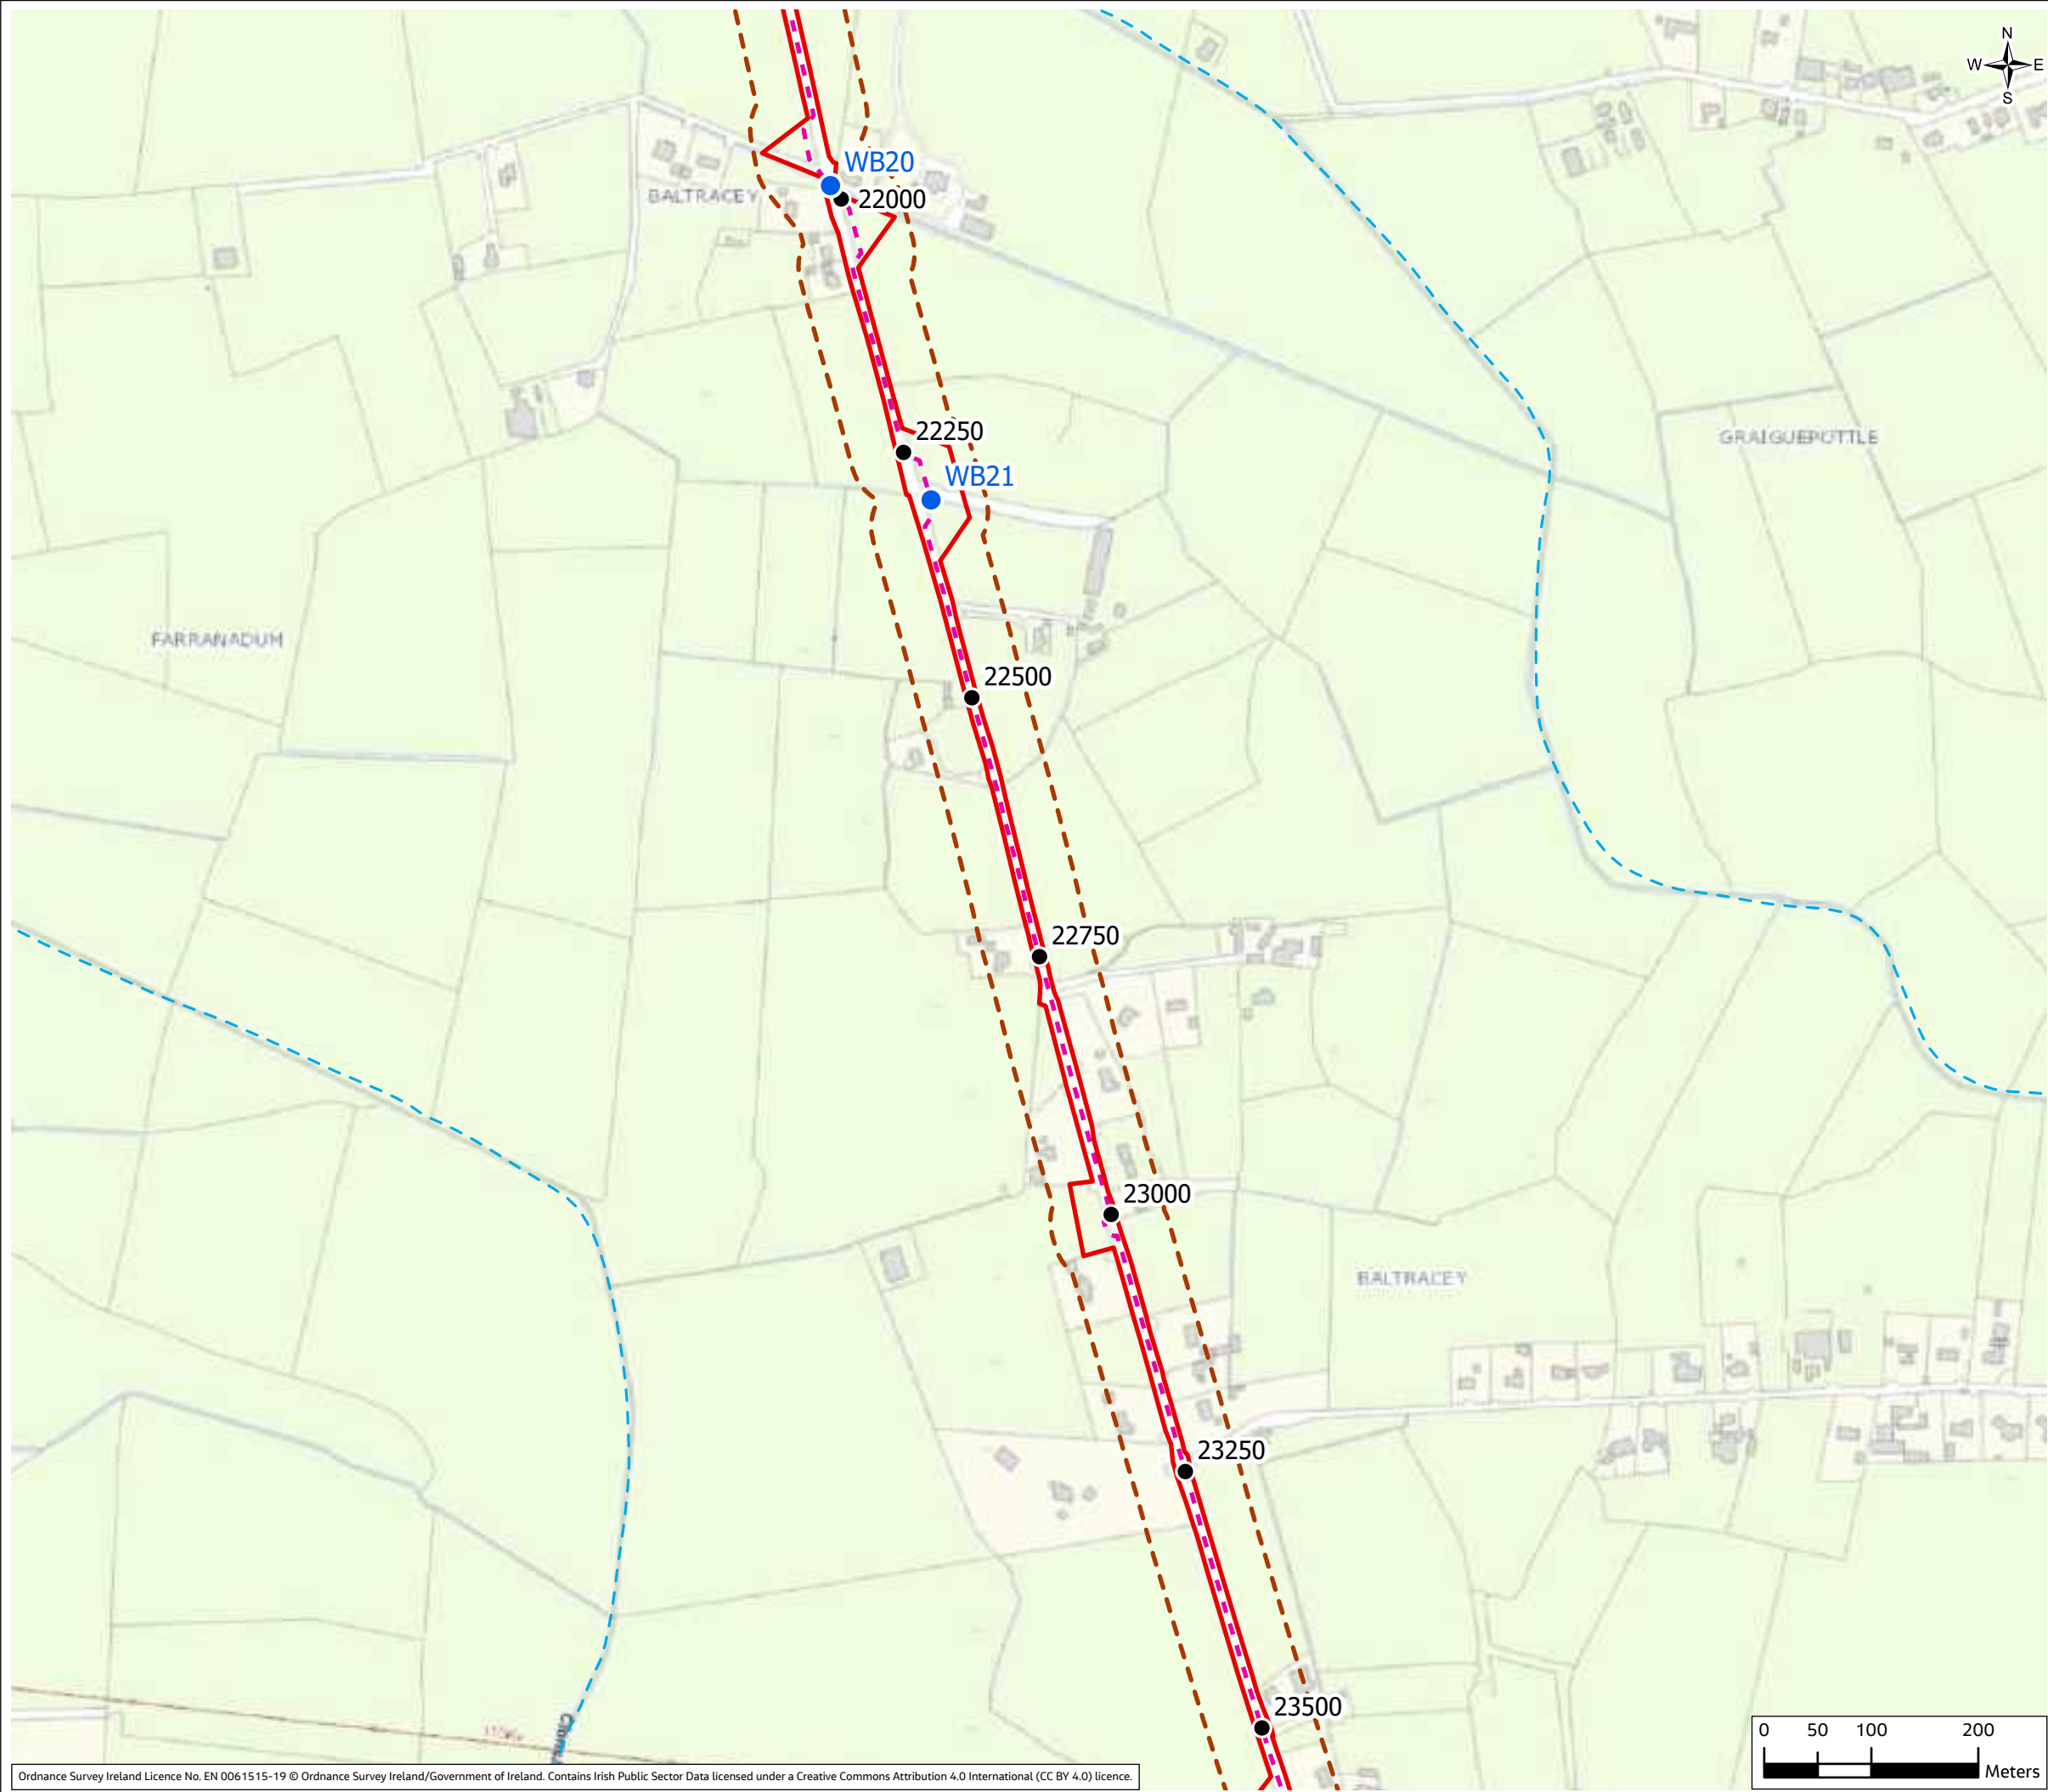 N
W E
S
WB20
BALTRACEY
22000
22250
GRAIGUEPOTTLE
WB21
FARRANADUM
22500
22750
23000
BALTRACEY
23250
23500
0 50 100 200
Meters
Ordnance Survey Ireland Licence No. EN 0061515-19 © Ordnance Survey Ireland/Government of Ireland. Contains Irish Public Sector Data licensed under a Creative Commons Attribution 4.0 International (CC BY 4.0) licence.